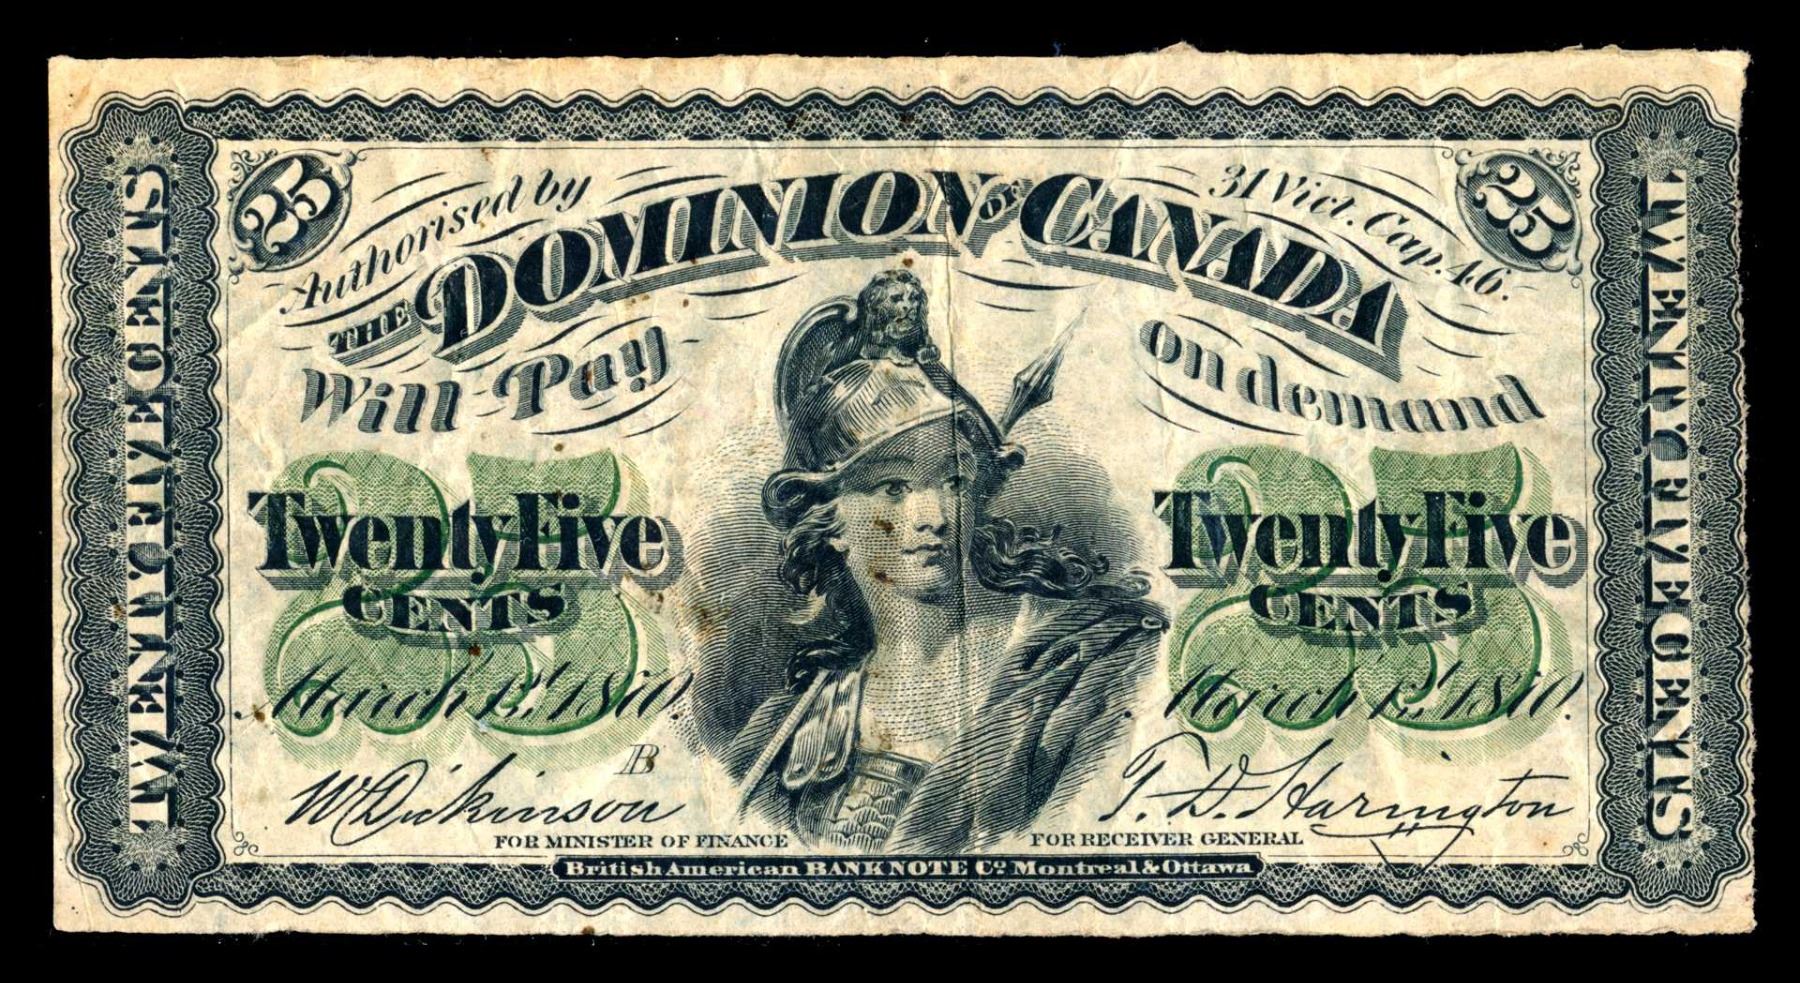 25
25
Authorised by
31 Vict. Cap. 46.
THE DOMINION OF CANADA
Will Pay
on demand
TWENTY FIVE CENTS
TWENTY FIVE CENTS
25
25
Twenty Five
CENTS
Twenty Five
CENTS
March 1st, 1870.
March 1st, 1870.
B
W Dickinson
T. D. Harington
FOR MINISTER OF FINANCE
FOR RECEIVER GENERAL
British American BANK NOTE Co. Montreal & Ottawa